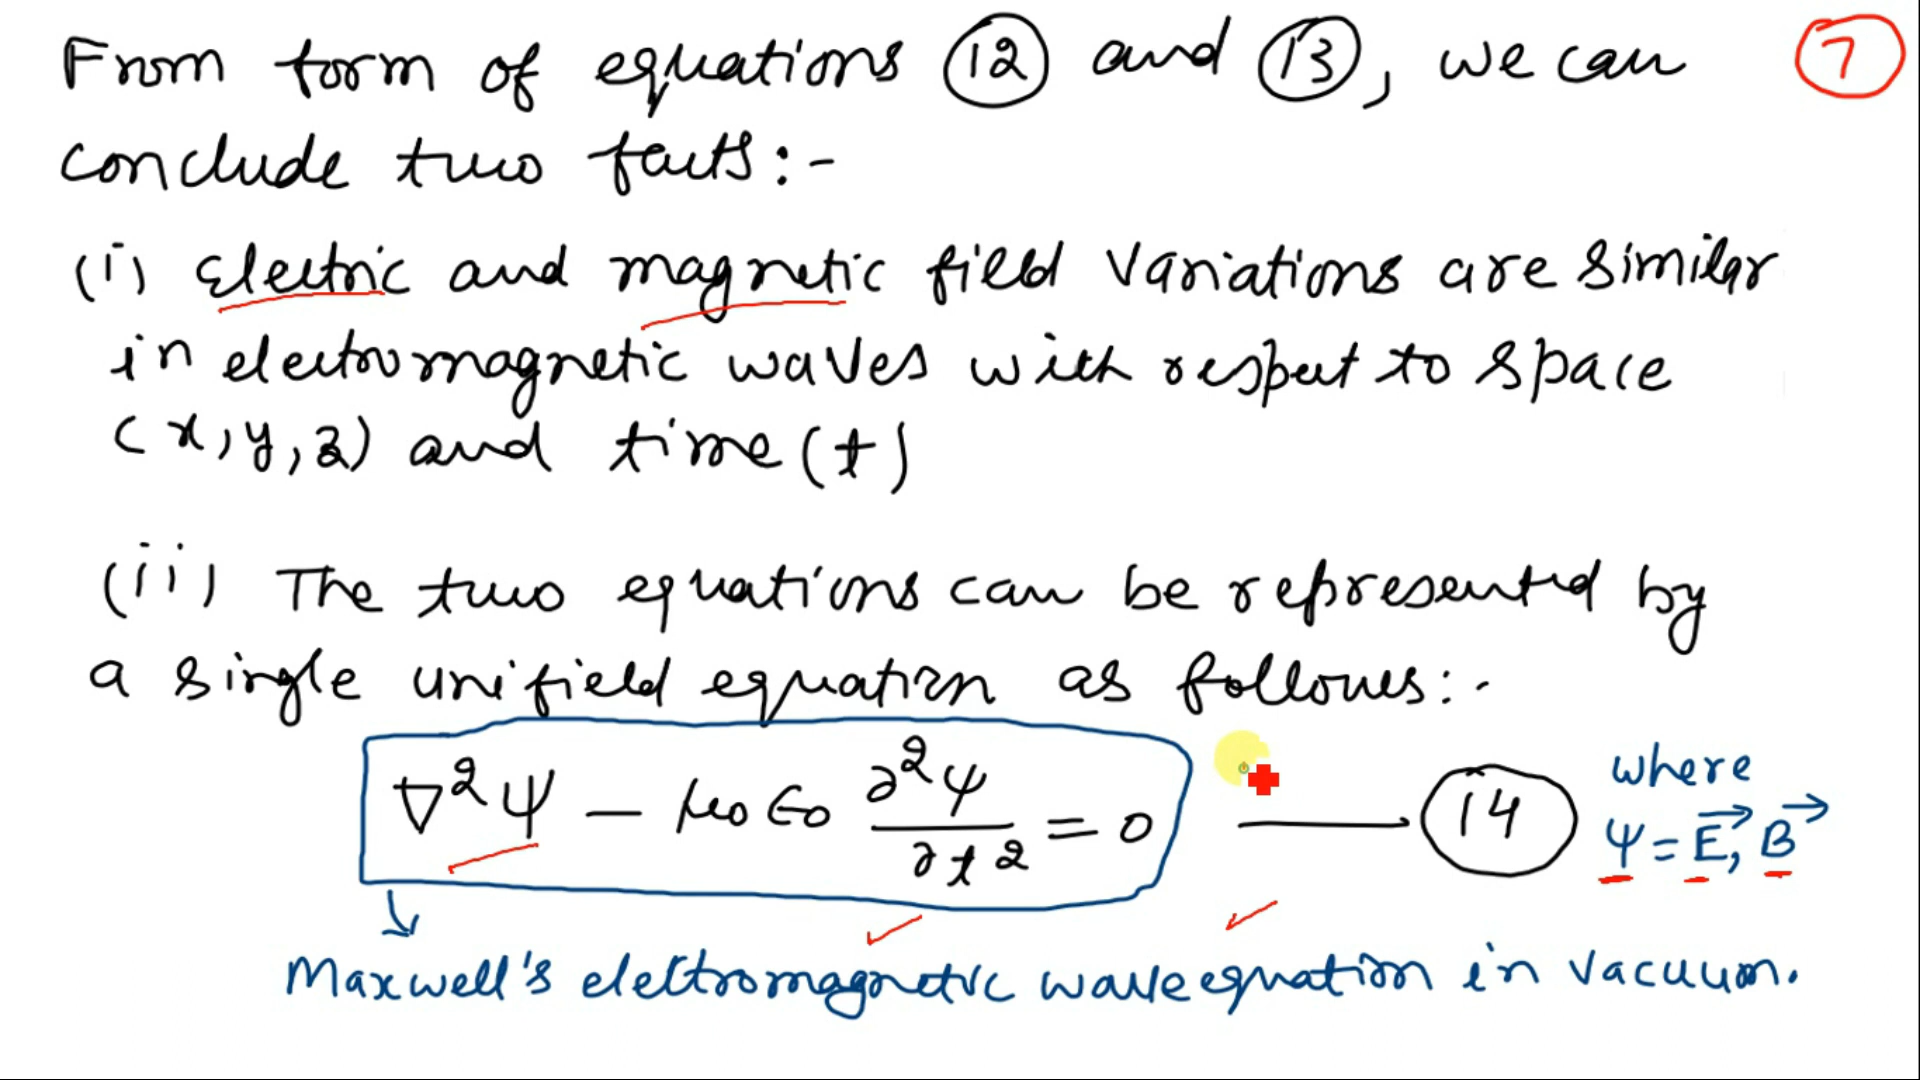 From form of equations (12) and (13), we can
(7)
conclude two facts:-
(i) Electric and magnetic field variations are similar
in electromagnetic waves with respect to space
(x,y,z) and time (t)
(ii) The two equations can be represented by
a single unifield equation as follows:-
∇²ψ − μ₀ϵ₀ ∂²ψ/∂t² = 0 —— (14) where
ψ = E⃗, B⃗
Maxwell's electromagnetic wave equation in vacuum.